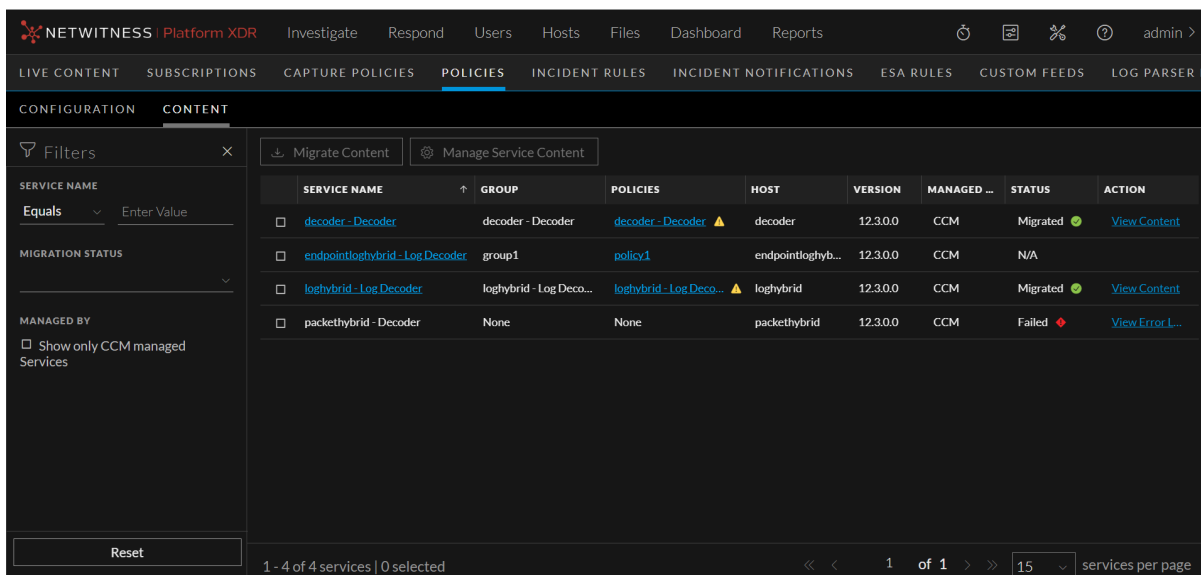 NETWITNESS | Platform XDR Investigate Respond Users Hosts Files Dashboard Reports admin >
LIVE CONTENT SUBSCRIPTIONS CAPTURE POLICIES POLICIES INCIDENT RULES INCIDENT NOTIFICATIONS ESA RULES CUSTOM FEEDS LOG PARSER
CONFIGURATION CONTENT
Filters
Migrate Content Manage Service Content
SERVICE NAME
Equals Enter Value
MIGRATION STATUS
MANAGED BY
Show only CCM managed
Services
Reset
SERVICE NAME GROUP POLICIES HOST VERSION MANAGED ... STATUS ACTION
decoder - Decoder decoder - Decoder decoder - Decoder decoder 12.3.0.0 CCM Migrated View Content
endpointloghybrid - Log Decoder group1 policy1 endpointloghyb... 12.3.0.0 CCM N/A
loghybrid - Log Decoder loghybrid - Log Deco... loghybrid - Log Deco... loghybrid 12.3.0.0 CCM Migrated View Content
packethybrid - Decoder None None packethybrid 12.3.0.0 CCM Failed View Error L...
1 - 4 of 4 services | 0 selected
« < 1 of 1 > » 15 services per page